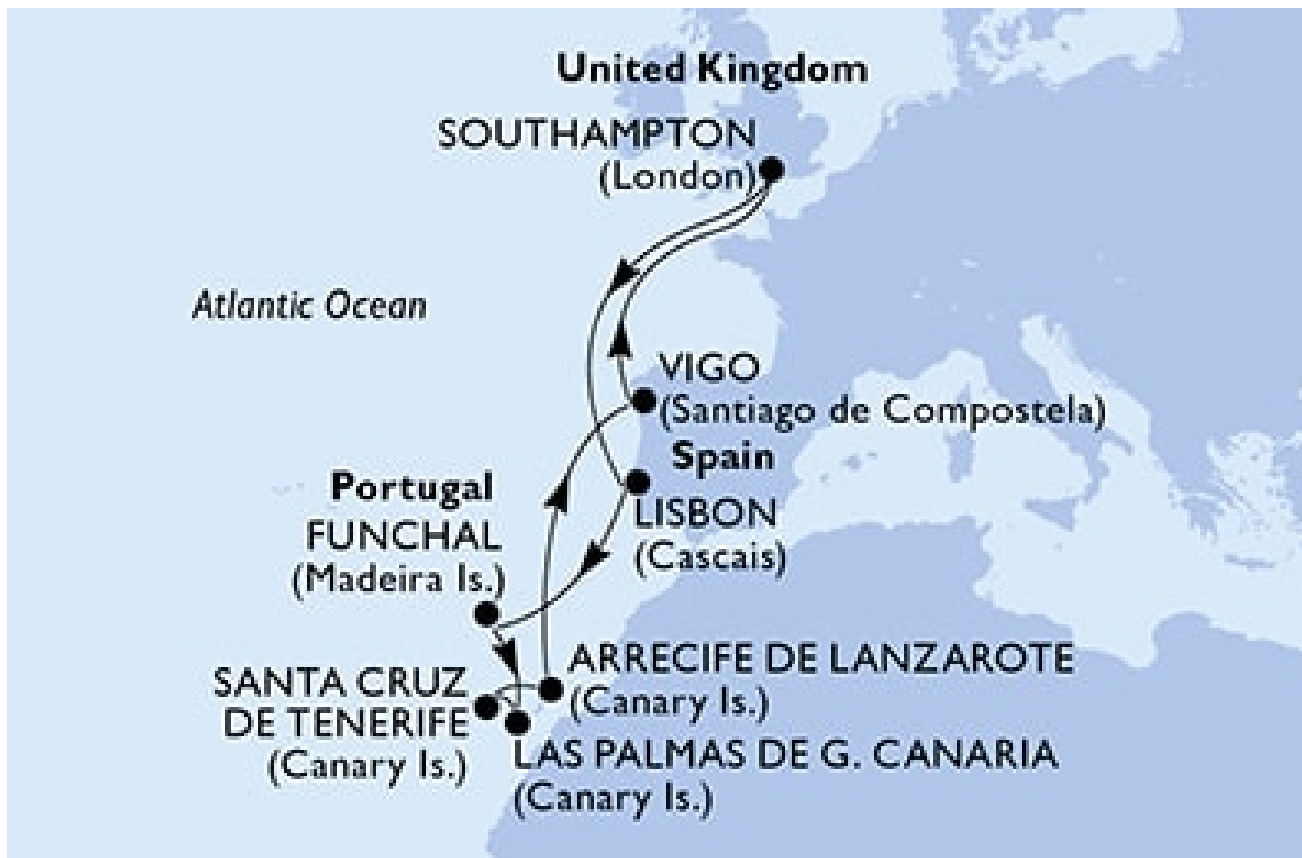 United Kingdom
SOUTHAMPTON
(London)
Atlantic Ocean
VIGO
(Santiago de Compostela)
Spain
Portugal
FUNCHAL
(Madeira Is.)
LISBON
(Cascais)
SANTA CRUZ
DE TENERIFE
(Canary Is.)
ARRECIFE DE LANZAROTE
(Canary Is.)
LAS PALMAS DE G. CANARIA
(Canary Is.)